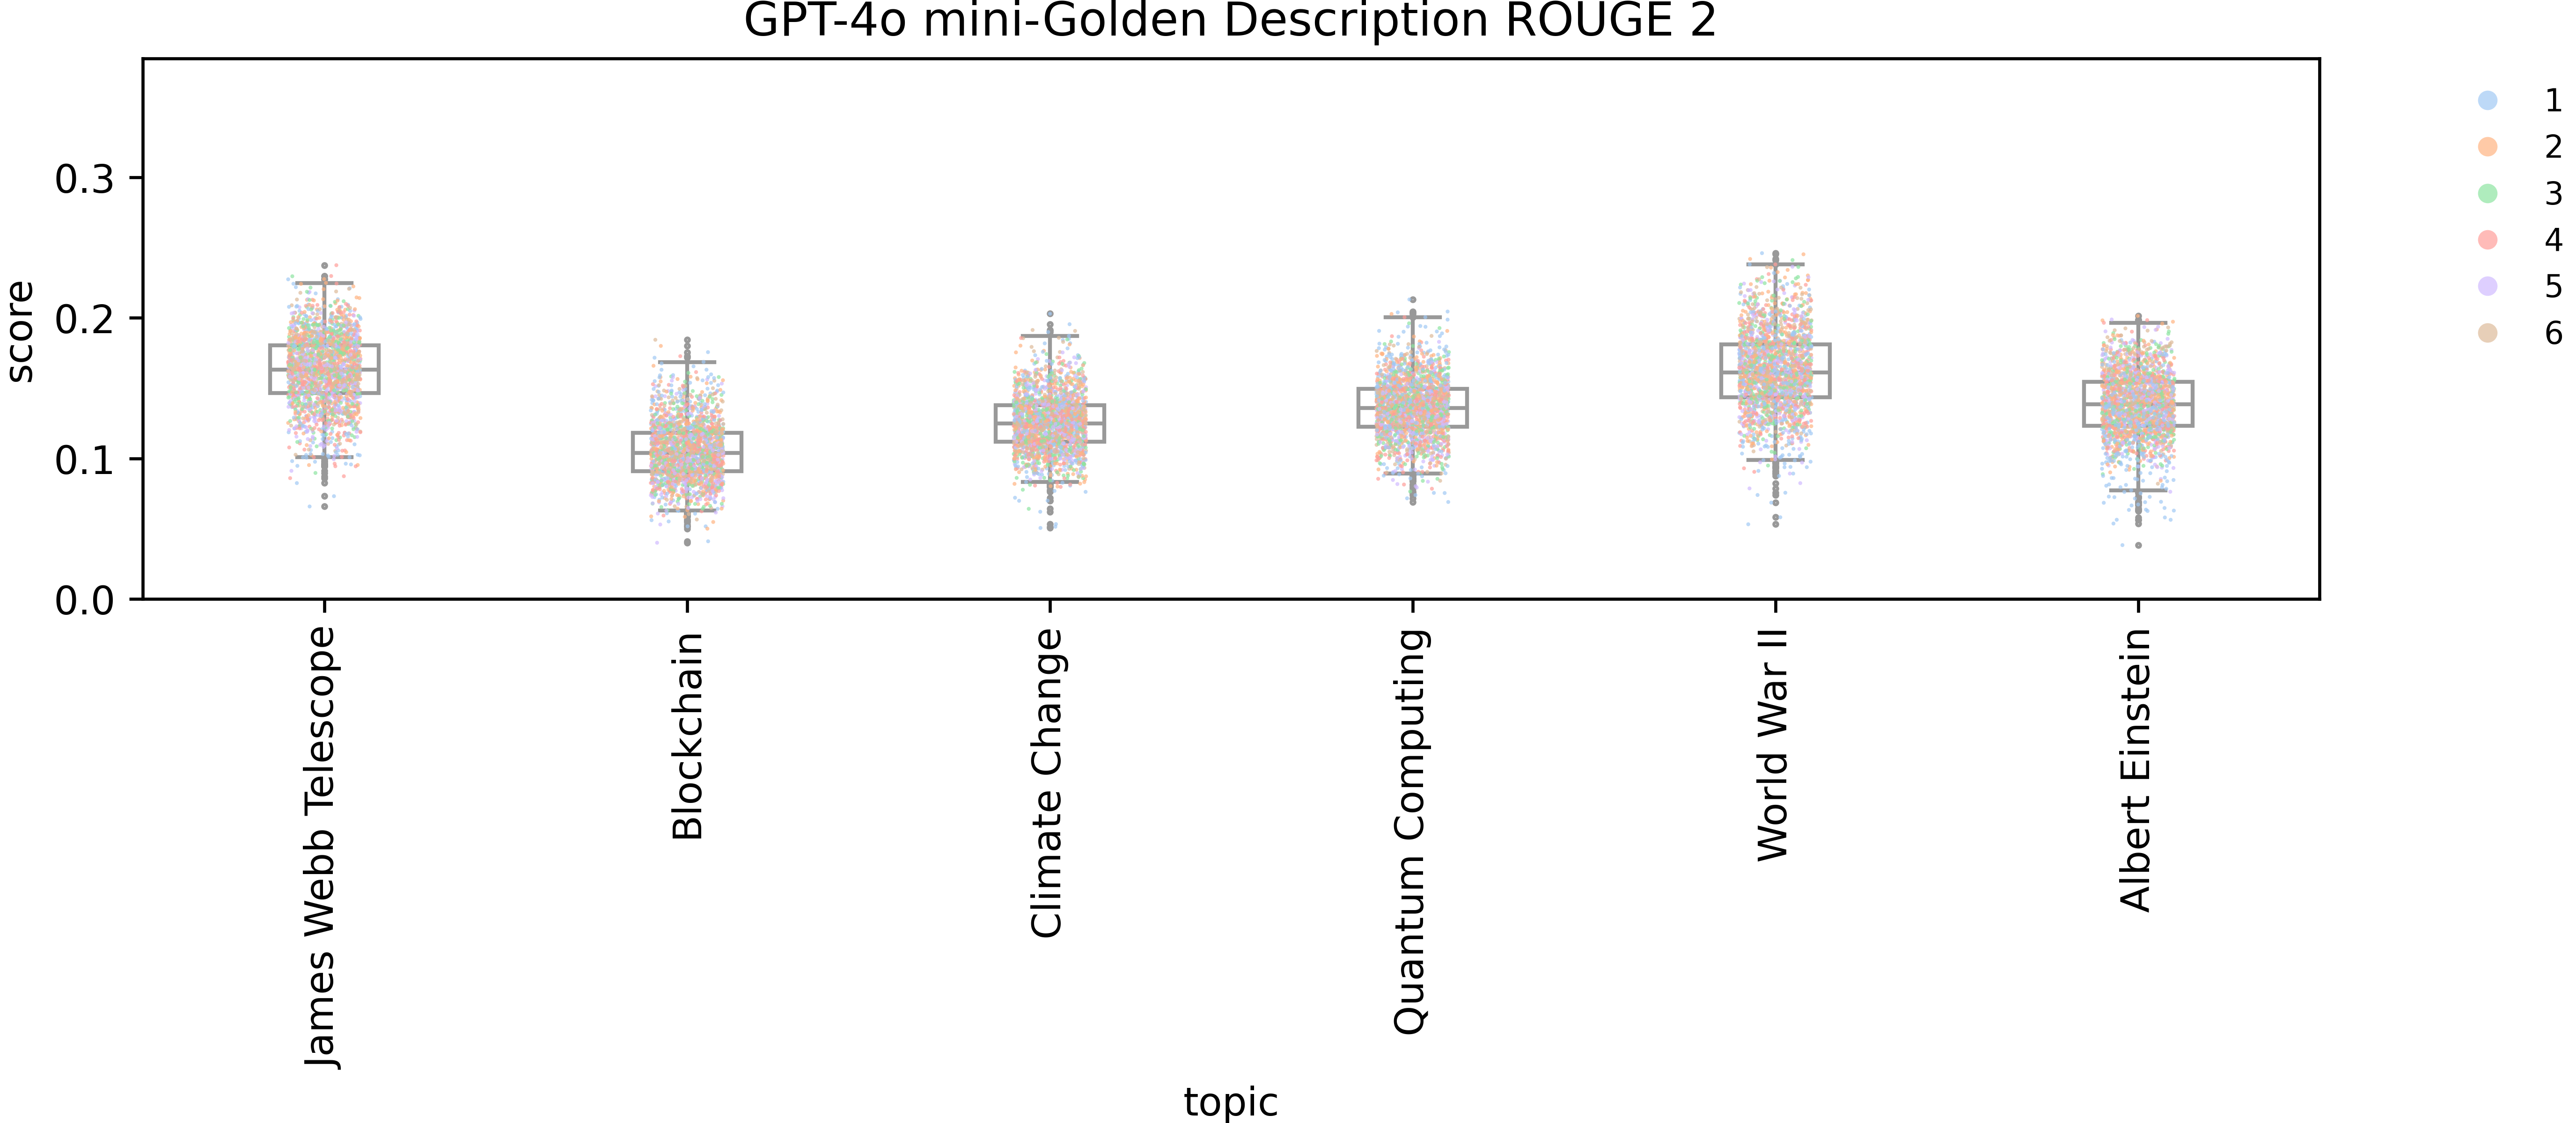 GPT-4o mini-Golden Description ROUGE 2
score
0.3
0.2
0.1
0.0
James Webb Telescope
Blockchain
Climate Change
Quantum Computing
World War II
Albert Einstein
topic
1
2
3
4
5
6